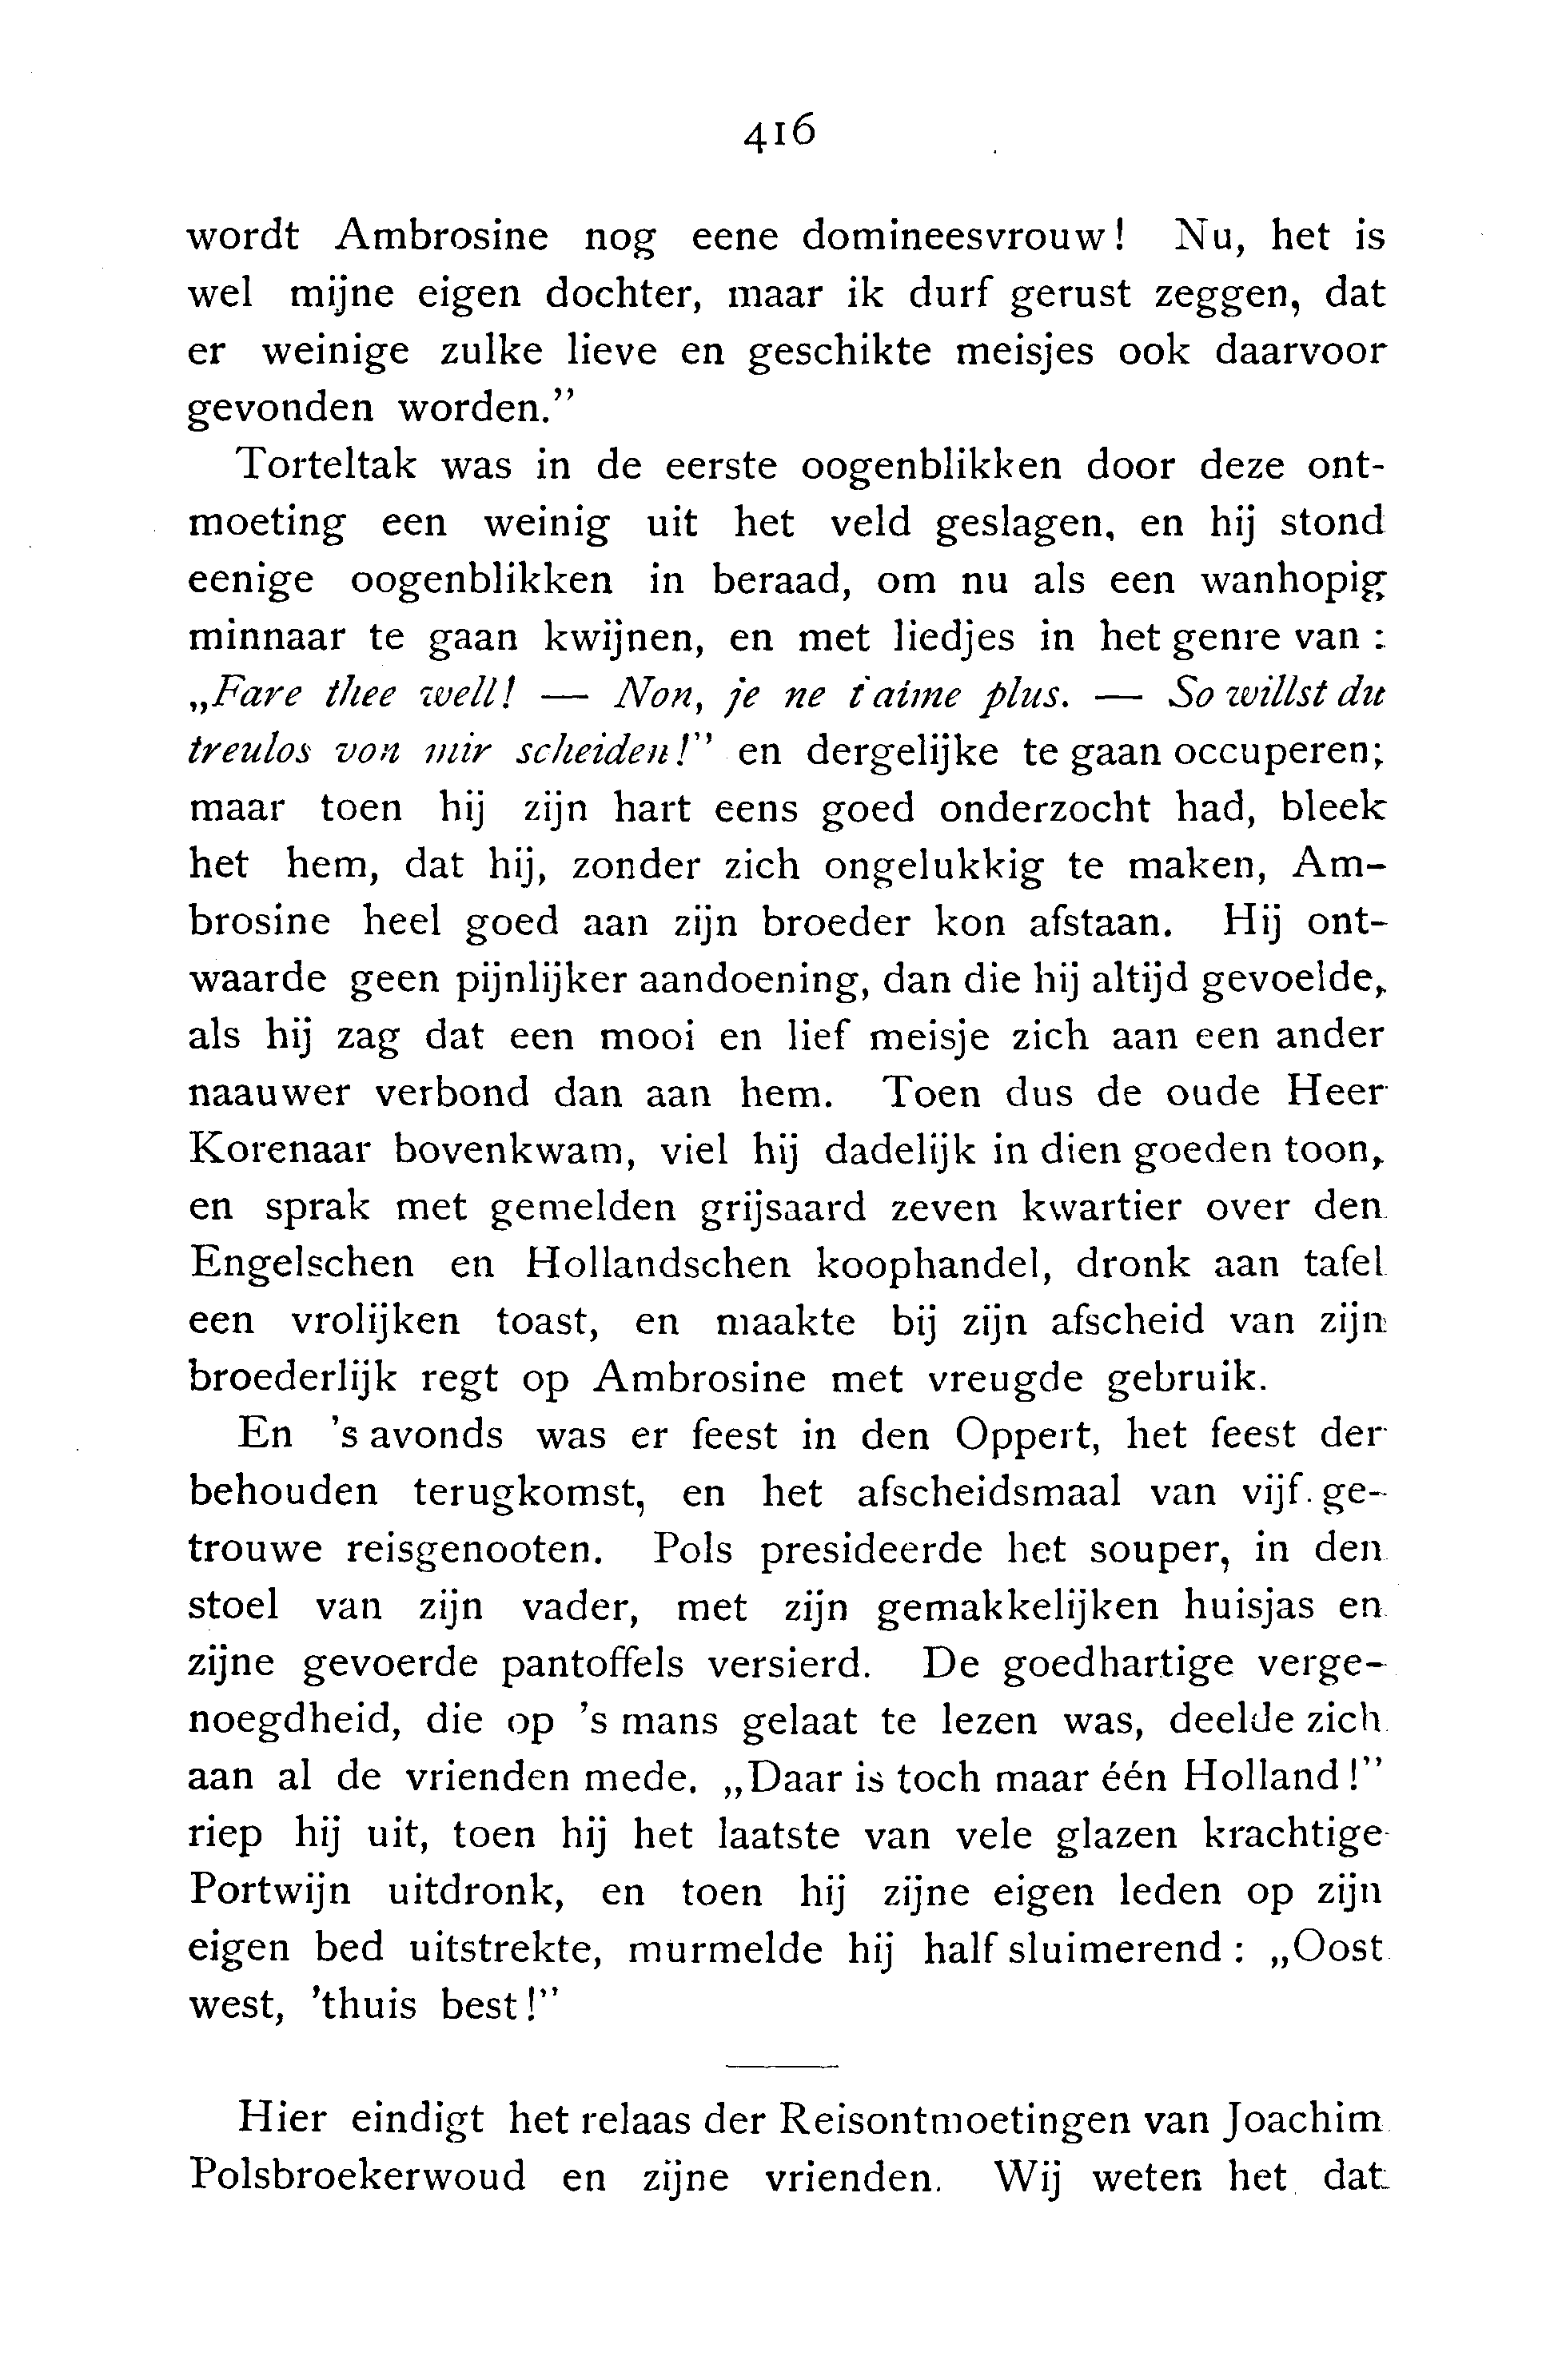 416
wordt Ambrosine nog eene domineesvrouw! Nu, het is
wel mijne eigen dochter, maar ik durf gerust zeggen, dat
er weinige zulke lieve en geschikte meisjes ook daarvoor
gevonden worden.”
Torteltak was in de eerste oogenblikken door deze ont-
moeting een weinig uit het veld geslagen, en hij stond
eenige oogenblikken in beraad, om nu als een wanhopig
minnaar te gaan kwijnen, en met liedjes in het genre van :
„Fare thee well! — Non, je ne t'aime plus. — So willst du
treulos von mir scheiden!” en dergelijke te gaan occuperen;
maar toen hij zijn hart eens goed onderzocht had, bleek
het hem, dat hij, zonder zich ongelukkig te maken, Am-
brosine heel goed aan zijn broeder kon afstaan. Hij ont-
waarde geen pijnlijker aandoening, dan die hij altijd gevoelde,
als hij zag dat een mooi en lief meisje zich aan een ander
naauwer verbond dan aan hem. Toen dus de oude Heer
Korenaar bovenkwam, viel hij dadelijk in dien goeden toon,
en sprak met gemelden grijsaard zeven kwartier over den
Engelschen en Hollandschen koophandel, dronk aan tafel
een vrolijken toast, en maakte bij zijn afscheid van zijn
broederlijk regt op Ambrosine met vreugde gebruik.
En 's avonds was er feest in den Oppert, het feest der
behouden terugkomst, en het afscheidsmaal van vijf ge-
trouwe reisgenooten. Pols presideerde het souper, in den
stoel van zijn vader, met zijn gemakkelijken huisjas en
zijne gevoerde pantoffels versierd. De goedhartige verge-
noegdheid, die op 's mans gelaat te lezen was, deelde zich
aan al de vrienden mede. „Daar is toch maar één Holland!”
riep hij uit, toen hij het laatste van vele glazen krachtige
Portwijn uitdronk, en toen hij zijne eigen leden op zijn
eigen bed uitstrekte, murmelde hij half sluimerend : „Oost
west, 'thuis best!”
Hier eindigt het relaas der Reisontmoetingen van Joachim
Polsbroekerwoud en zijne vrienden. Wij weten het dat